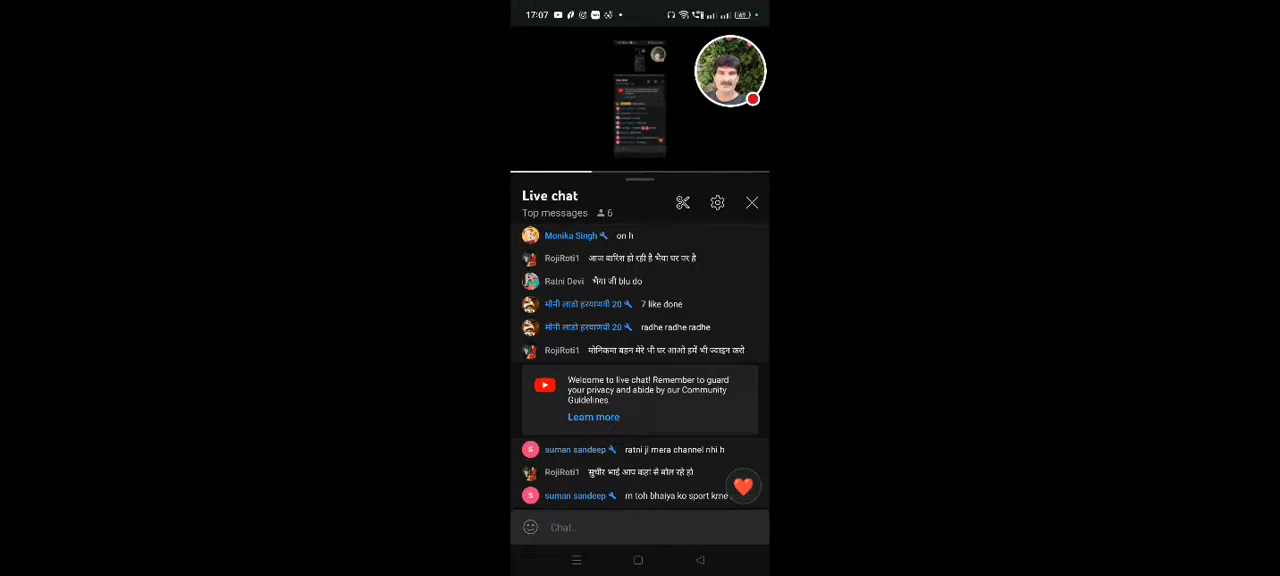 17:07
Live chat
Top messages 6
Monika Singh on h
RojiRoti1 आज बारिस हो रही है भैया घर पर है
Ratni Devi भैया जी blu do
मोनी लाडो हरयाणवी 20 7 like done
मोनी लाडो हरयाणवी 20 radhe radhe radhe
RojiRoti1 मोनिकमा बहन मेरे भी घर आओ हमें भी ज्वाइन करो
Welcome to live chat! Remember to guard
your privacy and abide by our Community
Guidelines.
Learn more
suman sandeep ratni ji mera channel nhi h
RojiRoti1 सुधीर भाई आप कहां से बोल रहे हो
suman sandeep m toh bhaiya ko sport krne
Chat..